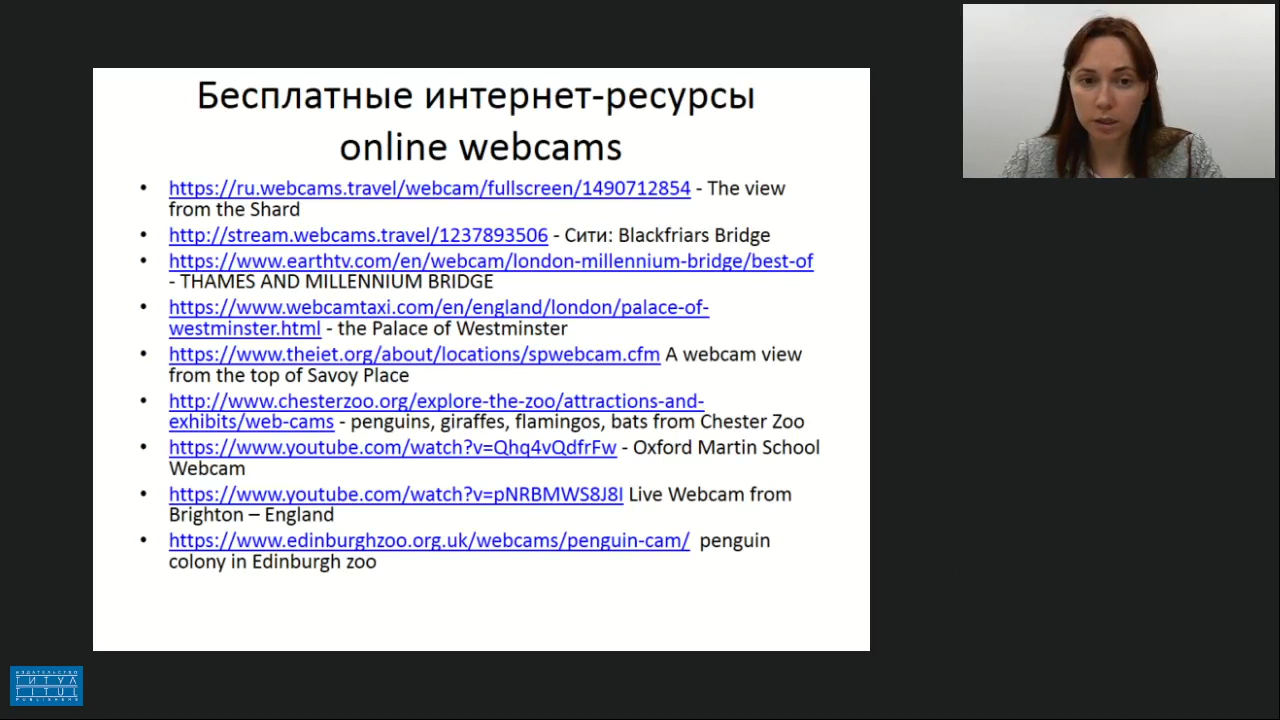 Бесплатные интернет-ресурсы
online webcams
• https://ru.webcams.travel/webcam/fullscreen/1490712854 - The view
from the Shard
• http://stream.webcams.travel/1237893506 - Сити: Blackfriars Bridge
• https://www.earthtv.com/en/webcam/london-millennium-bridge/best-of
- THAMES AND MILLENNIUM BRIDGE
• https://www.webcamtaxi.com/en/england/london/palace-of-
westminster.html - the Palace of Westminster
• https://www.theiet.org/about/locations/spwebcam.cfm A webcam view
from the top of Savoy Place
• http://www.chesterzoo.org/explore-the-zoo/attractions-and-
exhibits/web-cams - penguins, giraffes, flamingos, bats from Chester Zoo
• https://www.youtube.com/watch?v=Qhq4vQdfrFw - Oxford Martin School
Webcam
• https://www.youtube.com/watch?v=pNRBMWS8J8I Live Webcam from
Brighton – England
• https://www.edinburghzoo.org.uk/webcams/penguin-cam/ penguin
colony in Edinburgh zoo
ИЗДАТЕЛЬСТВО
ТИТУЛ
TITUL
PUBLISHERS